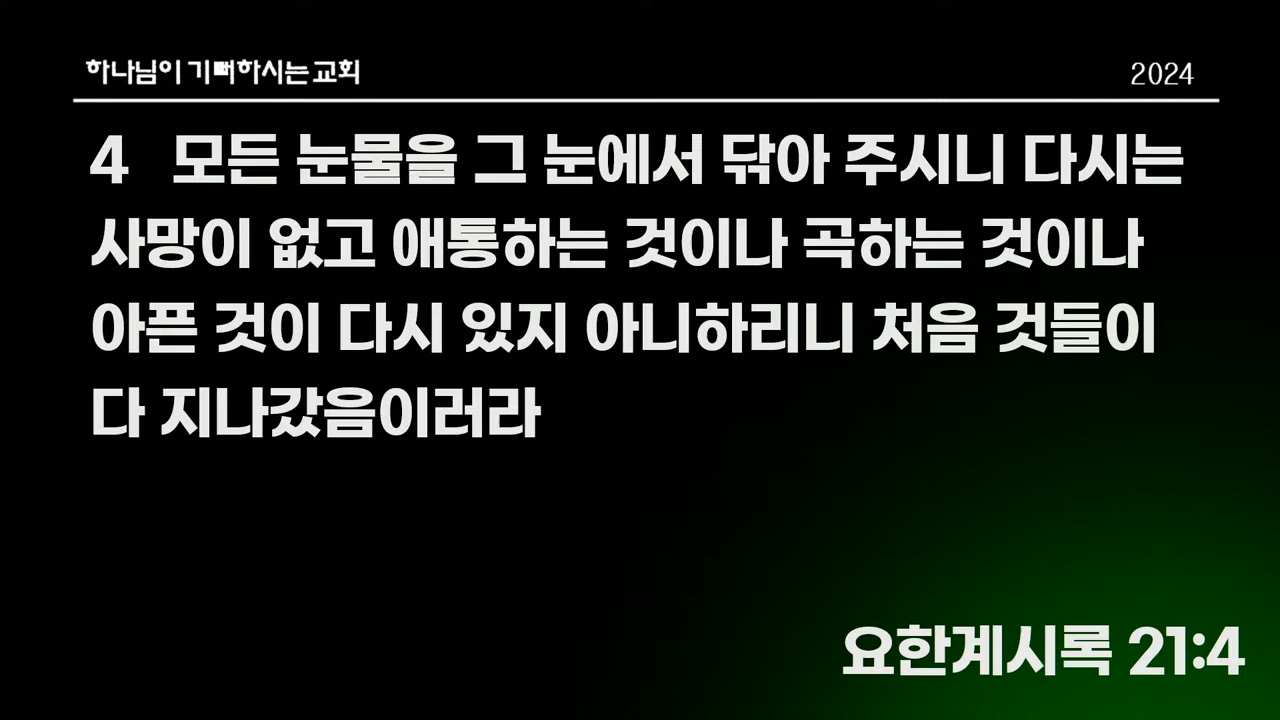 하나님이 기뻐하시는교회
2024
4 모든 눈물을 그 눈에서 닦아 주시니 다시는
사망이 없고 애통하는 것이나 곡하는 것이나
아픈 것이 다시 있지 아니하리니 처음 것들이
다 지나갔음이러라
요한계시록 21:4